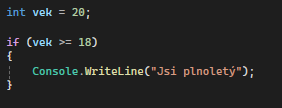 int vek = 20;
if (vek >= 18)
{
Console.WriteLine("Jsi plnoletý");
}